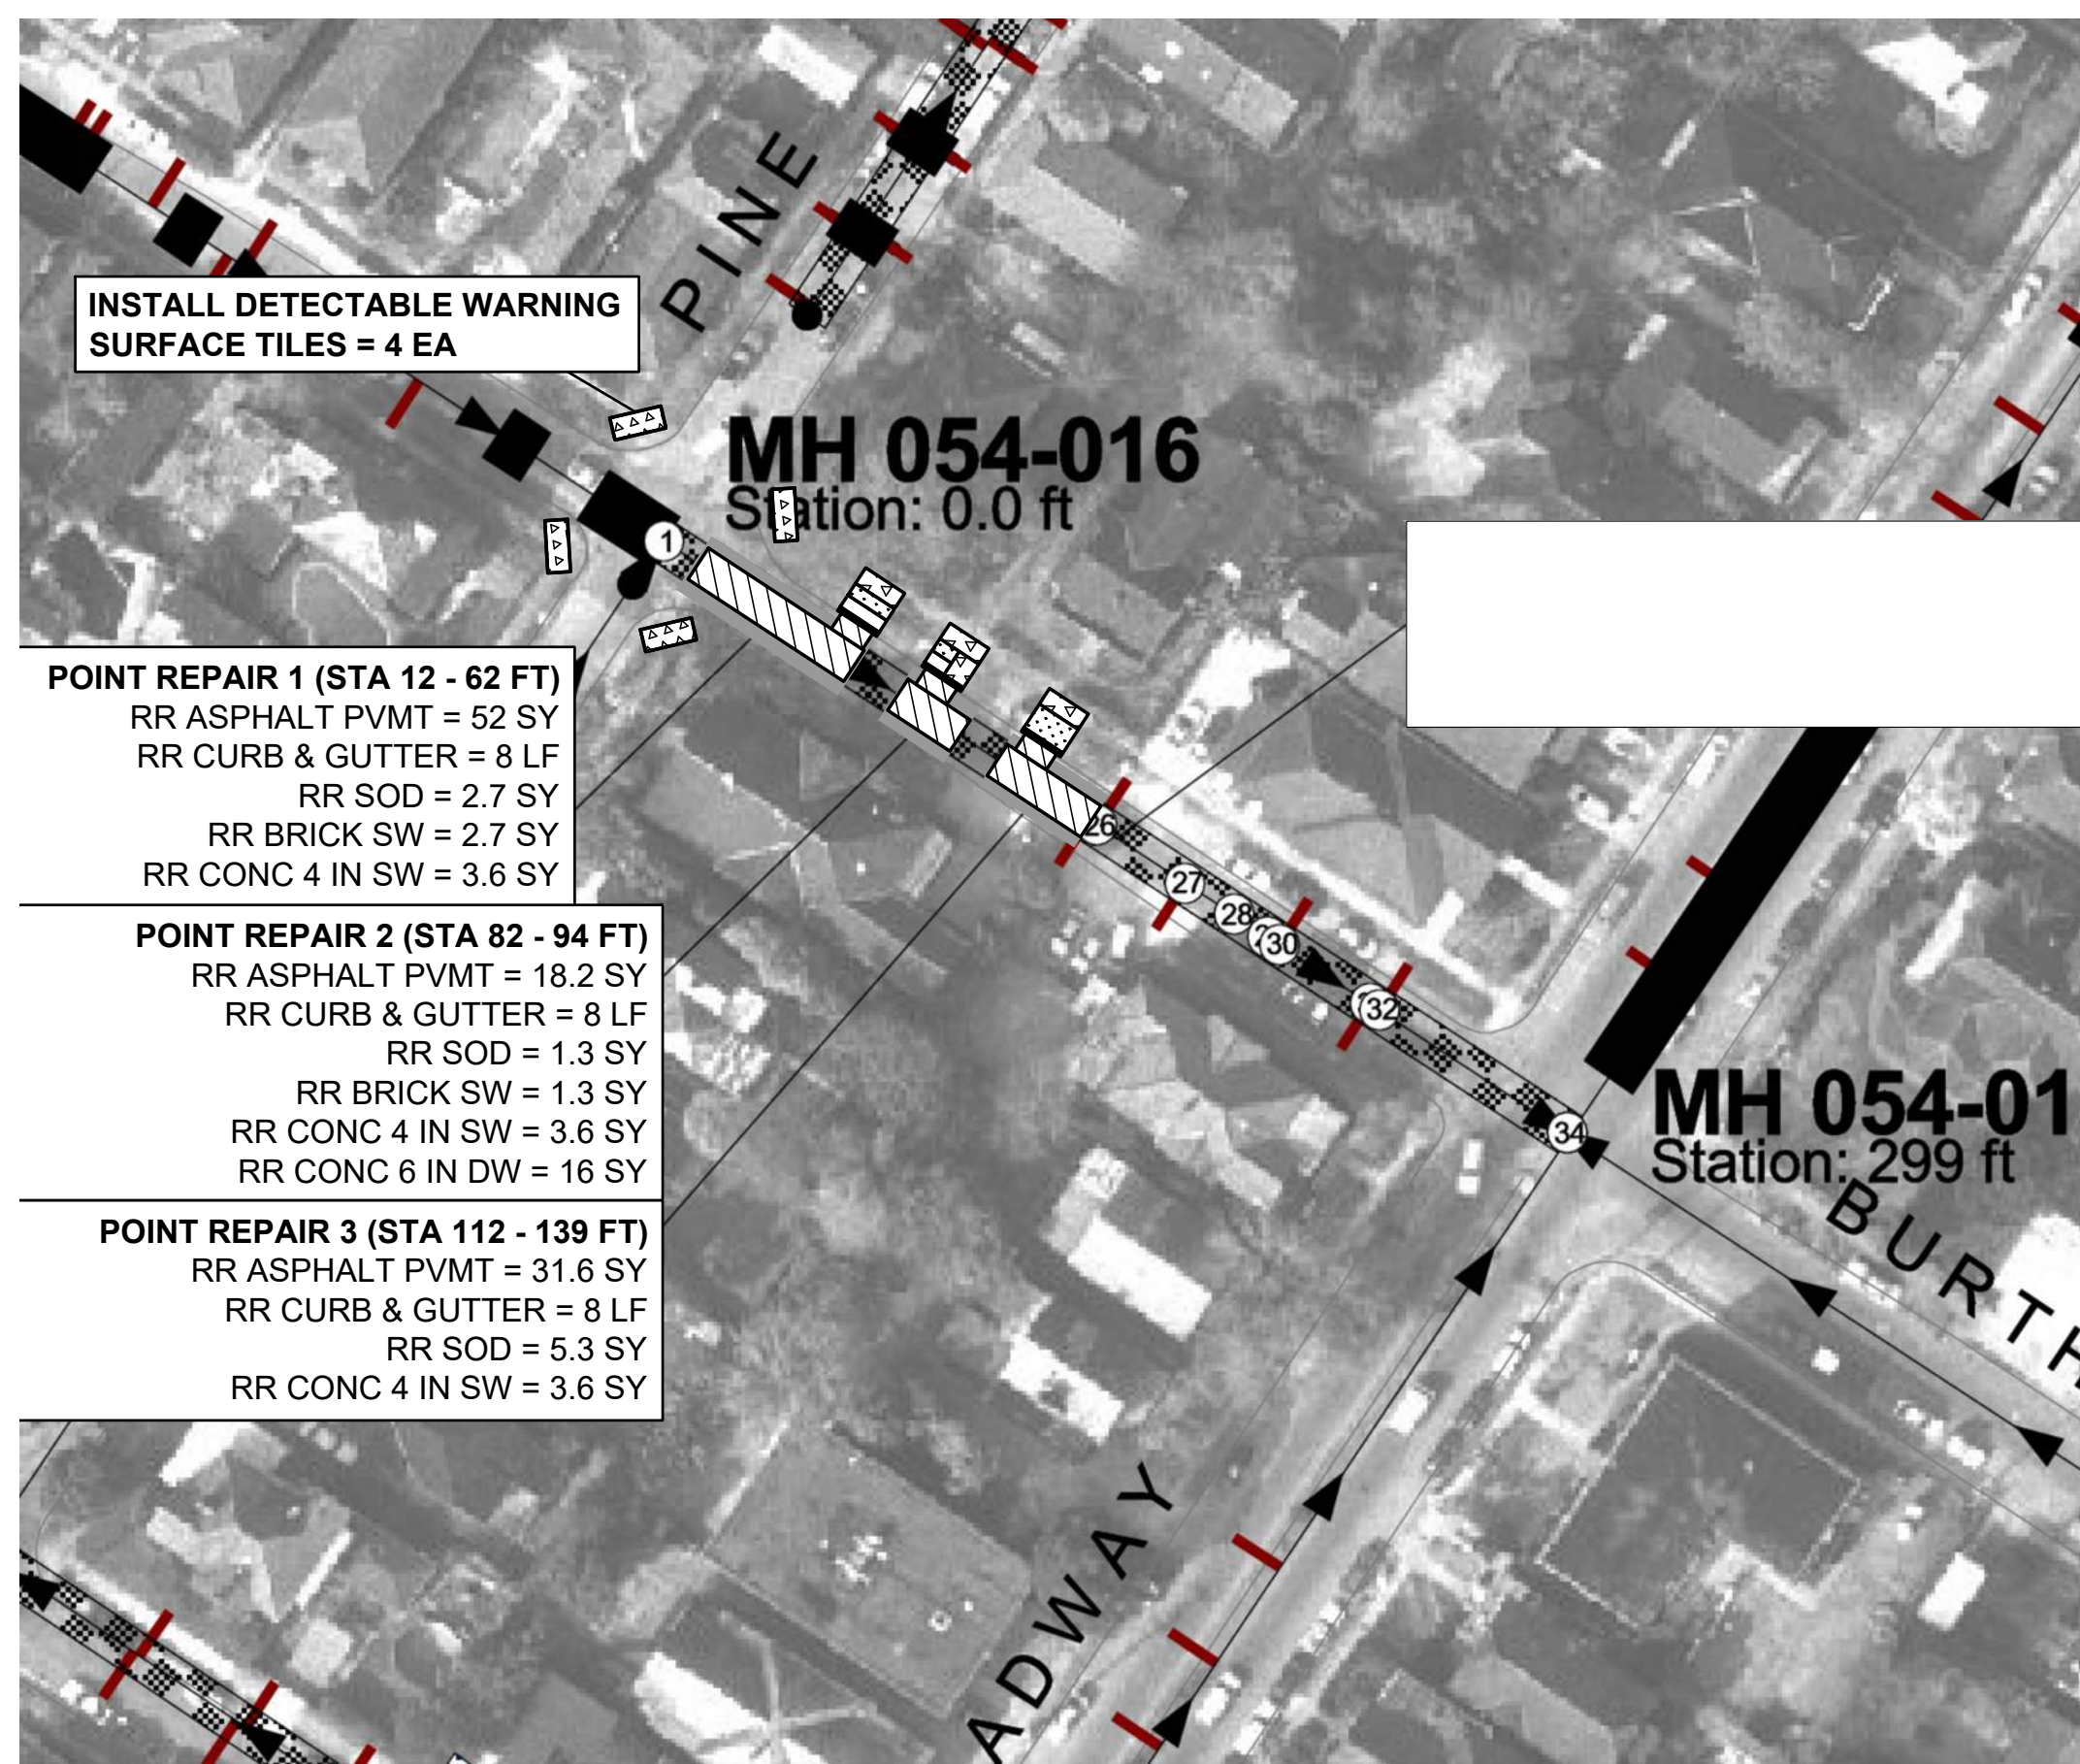 PINE
INSTALL DETECTABLE WARNING
SURFACE TILES = 4 EA
MH 054-016
Station: 0.0 ft
1
POINT REPAIR 1 (STA 12 - 62 FT)
RR ASPHALT PVMT = 52 SY
RR CURB & GUTTER = 8 LF
RR SOD = 2.7 SY
RR BRICK SW = 2.7 SY
RR CONC 4 IN SW = 3.6 SY
POINT REPAIR 2 (STA 82 - 94 FT)
RR ASPHALT PVMT = 18.2 SY
RR CURB & GUTTER = 8 LF
RR SOD = 1.3 SY
RR BRICK SW = 1.3 SY
RR CONC 4 IN SW = 3.6 SY
RR CONC 6 IN DW = 16 SY
POINT REPAIR 3 (STA 112 - 139 FT)
RR ASPHALT PVMT = 31.6 SY
RR CURB & GUTTER = 8 LF
RR SOD = 5.3 SY
RR CONC 4 IN SW = 3.6 SY
26
27
28
30
32
34
MH 054-01
Station: 299 ft
BURTH
ADWAY